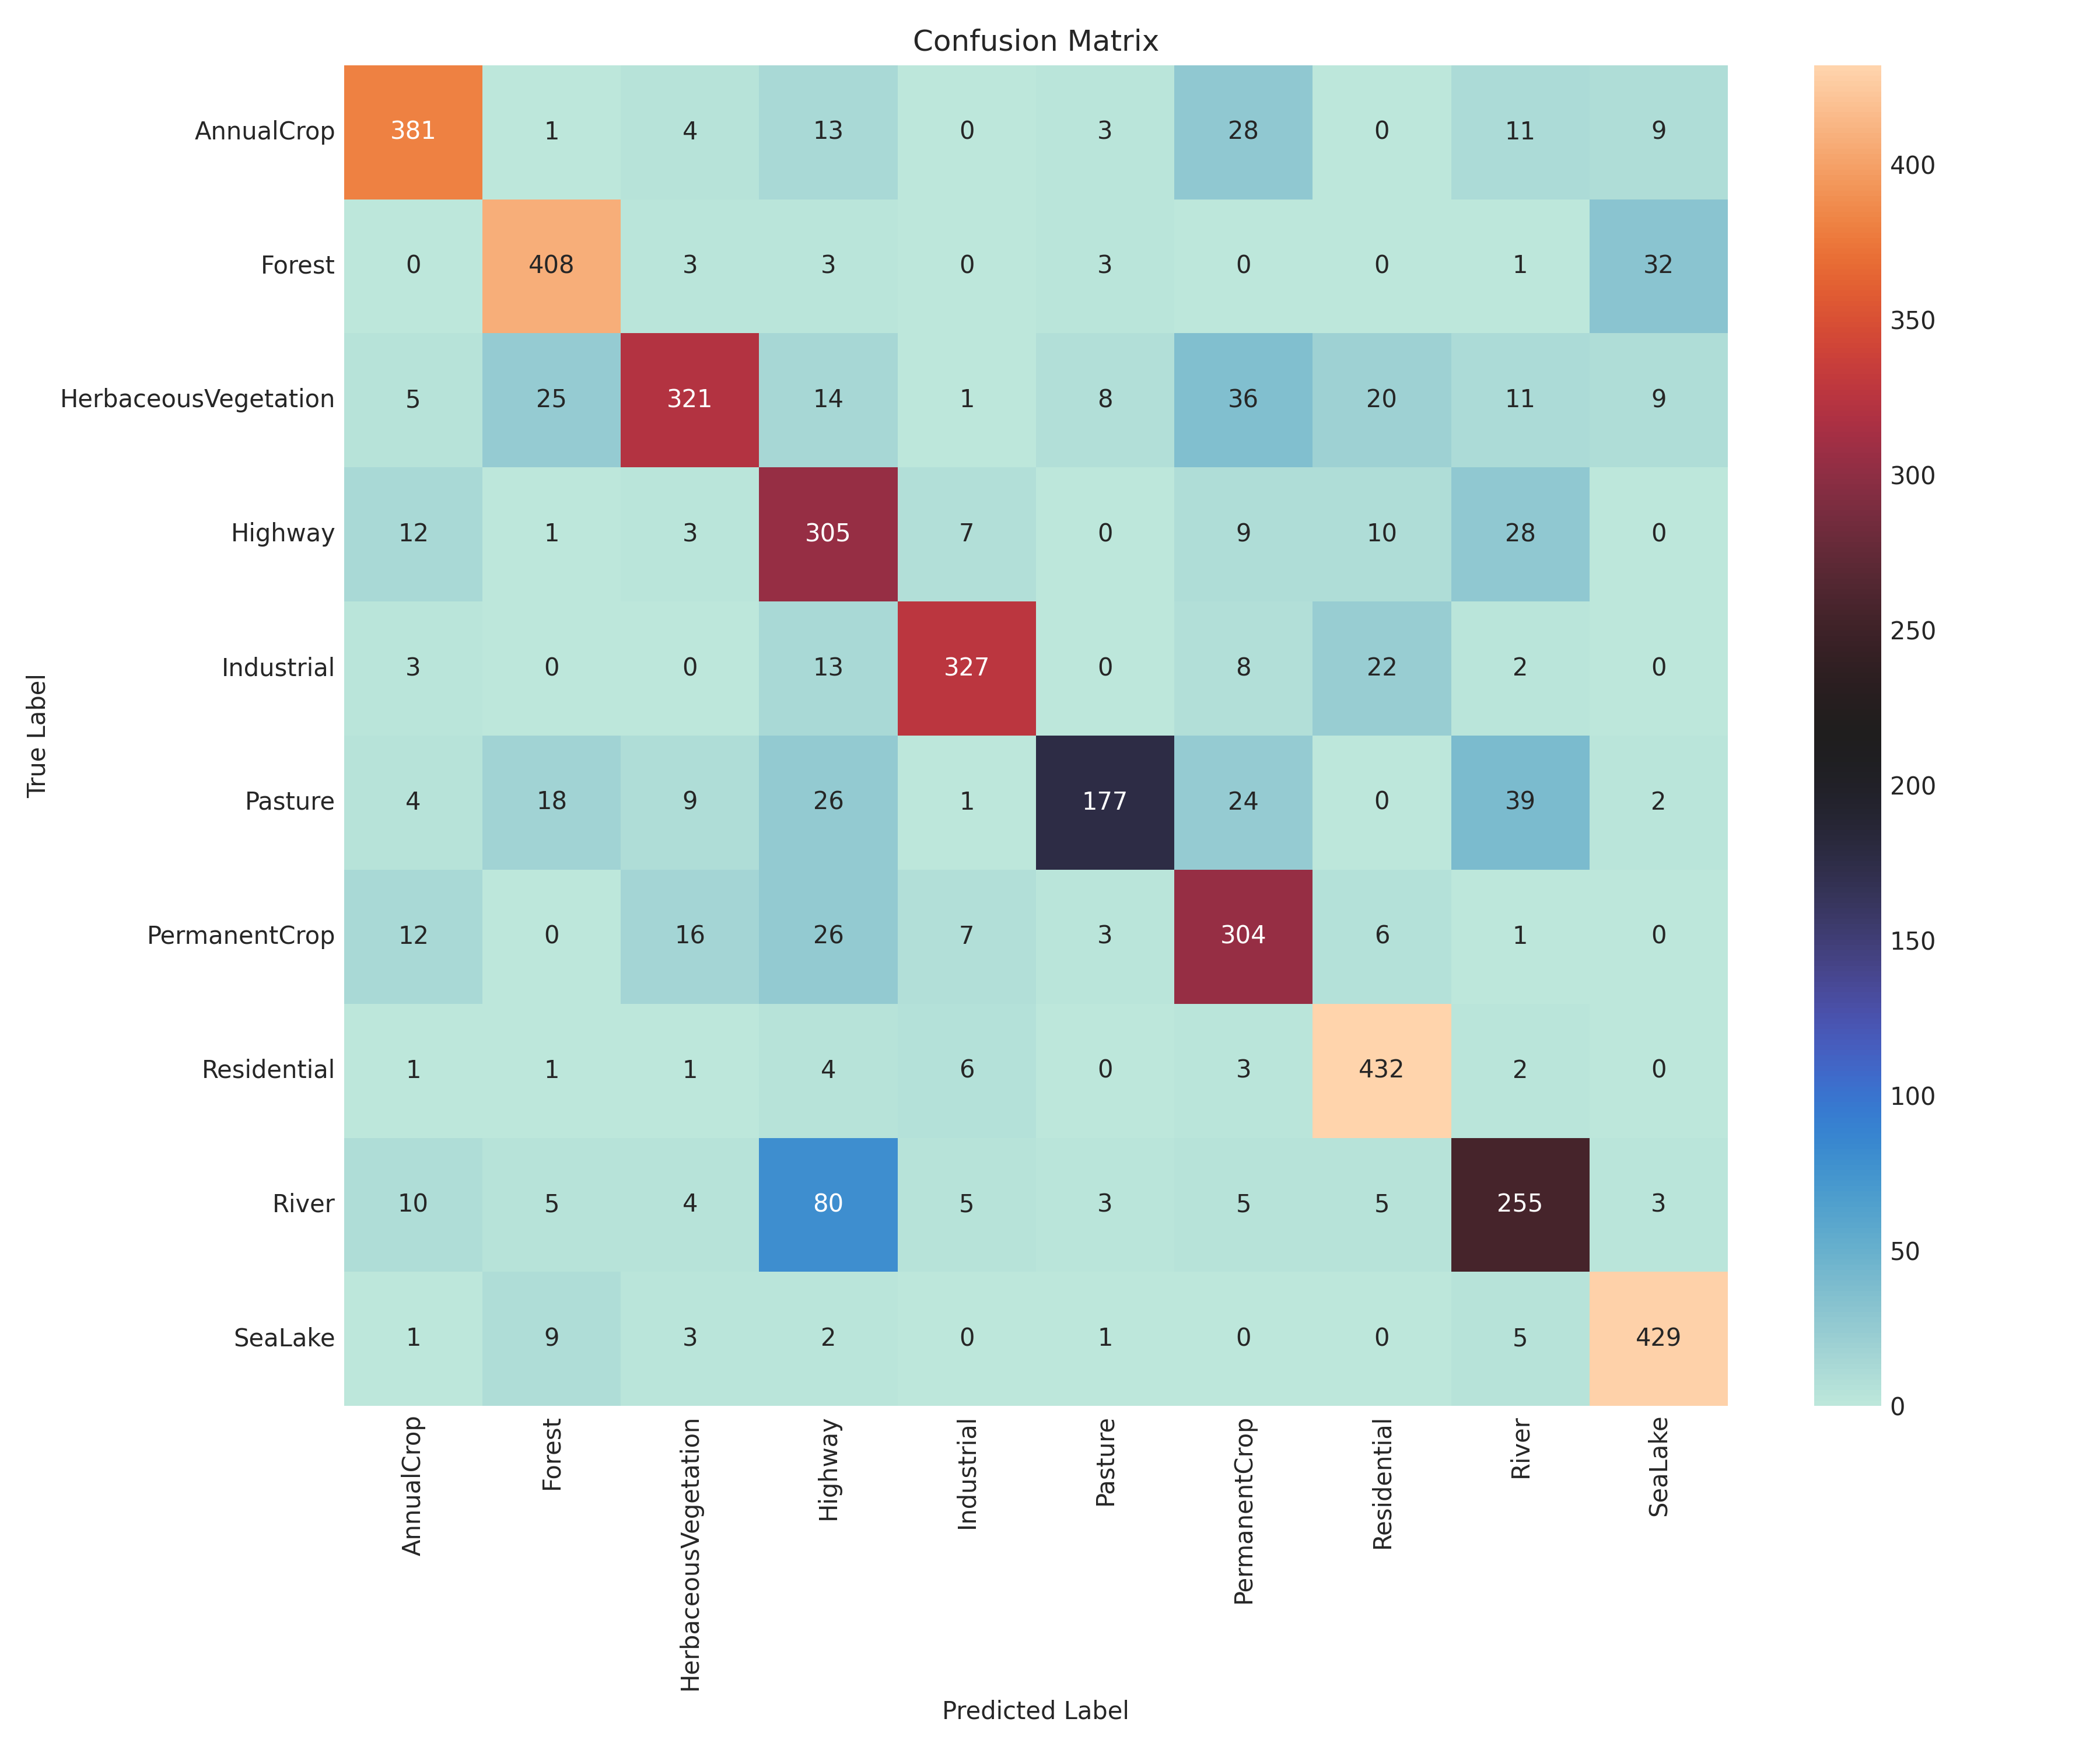 Confusion Matrix
True Label
AnnualCrop 381 1 4 13 0 3 28 0 11 9
Forest 0 408 3 3 0 3 0 0 1 32
HerbaceousVegetation 5 25 321 14 1 8 36 20 11 9
Highway 12 1 3 305 7 0 9 10 28 0
Industrial 3 0 0 13 327 0 8 22 2 0
Pasture 4 18 9 26 1 177 24 0 39 2
PermanentCrop 12 0 16 26 7 3 304 6 1 0
Residential 1 1 1 4 6 0 3 432 2 0
River 10 5 4 80 5 3 5 5 255 3
SeaLake 1 9 3 2 0 1 0 0 5 429
AnnualCrop
Forest
HerbaceousVegetation
Highway
Industrial
Pasture
PermanentCrop
Residential
River
SeaLake
Predicted Label
400
350
300
250
200
150
100
50
0